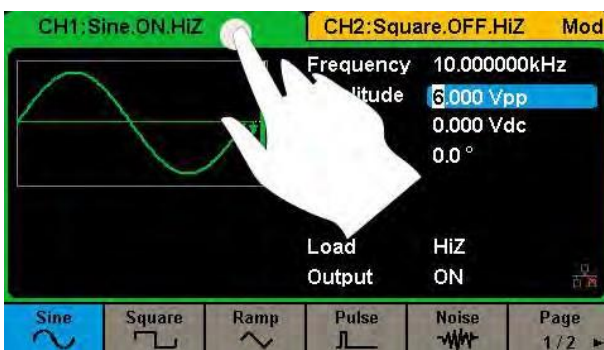 CH1:Sine.ON.HiZ CH2:Square.OFF.HiZ Mod
Frequency 10.000000kHz
plitude 6.000 Vpp
0.000 Vdc
0.0 °
Load HiZ
Output ON
Sine Square Ramp Pulse Noise Page
1/2